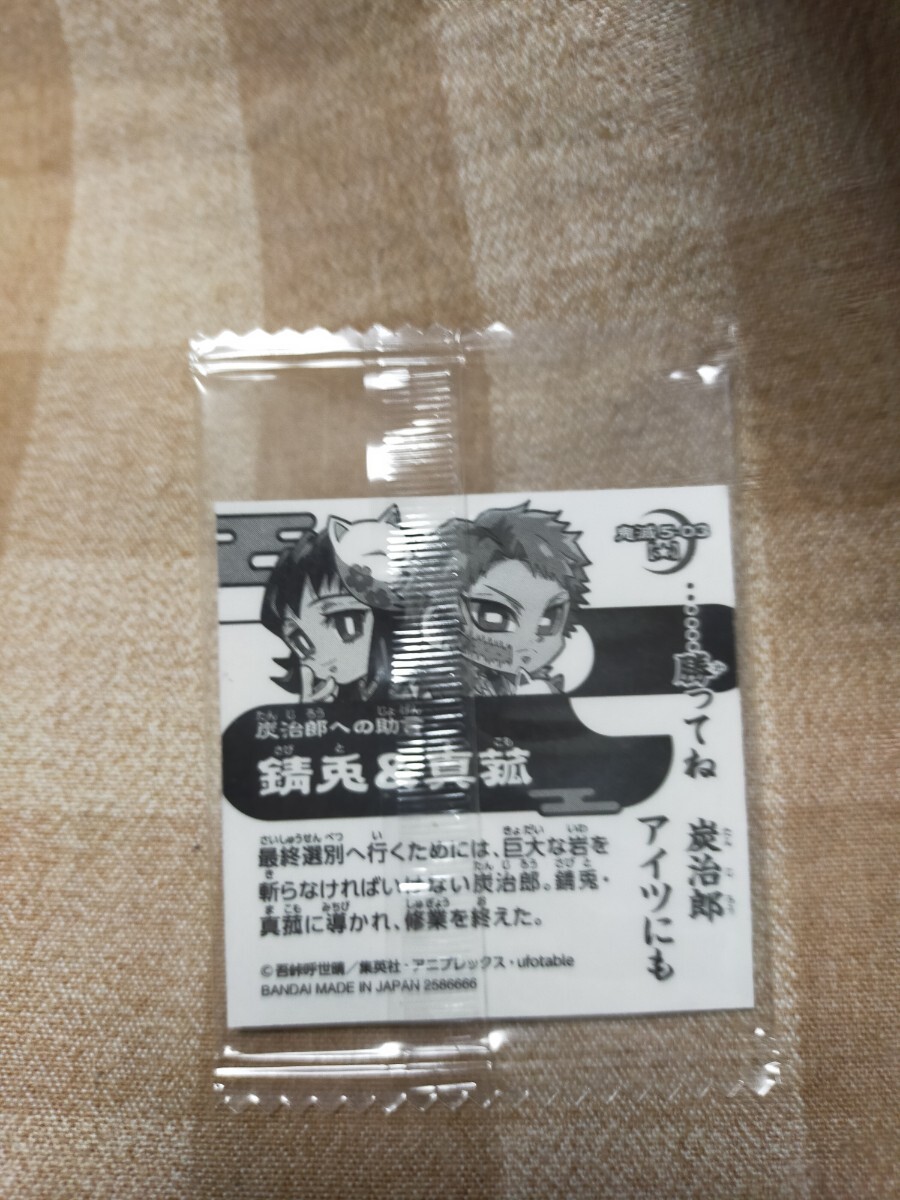 鬼滅5-03
[水]
……勝ってね 炭治郎
アイツにも
炭治郎への助言
錆兎&真菰
最終選別へ行くためには、巨大な岩を
斬らなければいけない炭治郎。錆兎・
真菰に導かれ、修業を終えた。
©吾峠呼世晴／集英社・アニプレックス・ufotable
BANDAI MADE IN JAPAN 2586666